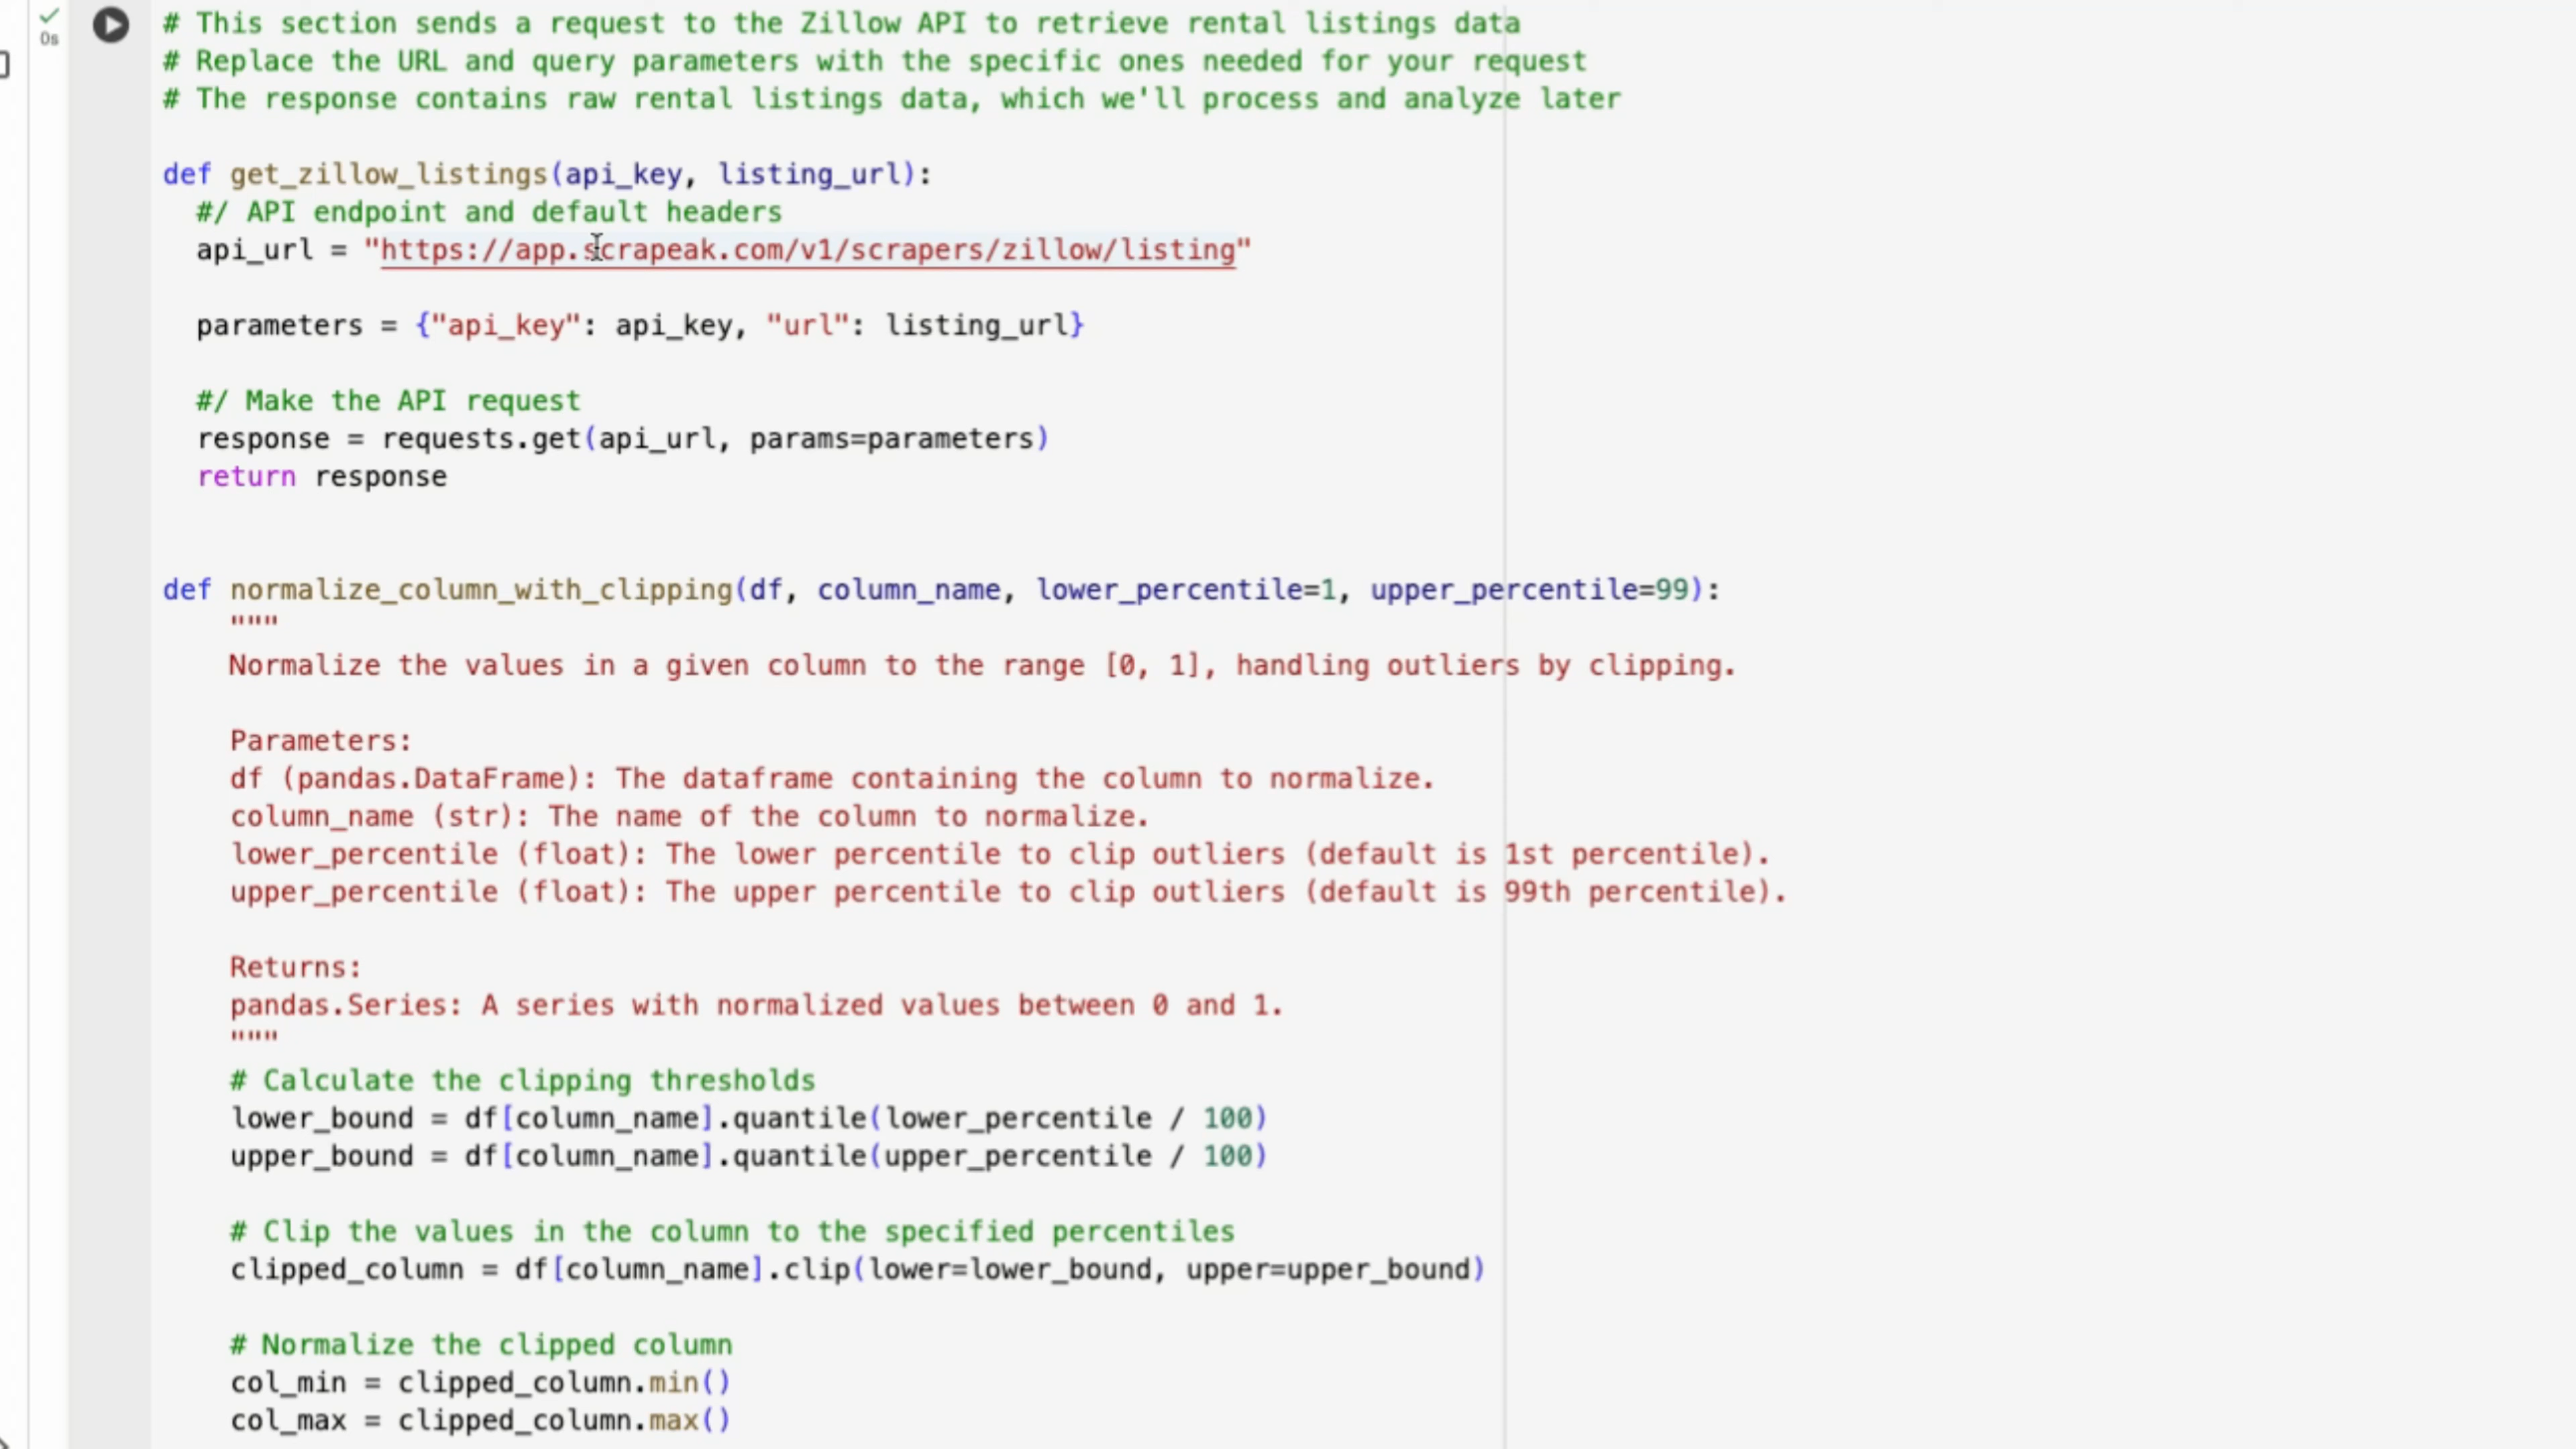 0s
# This section sends a request to the Zillow API to retrieve rental listings data
# Replace the URL and query parameters with the specific ones needed for your request
# The response contains raw rental listings data, which we'll process and analyze later
def get_zillow_listings(api_key, listing_url):
#/ API endpoint and default headers
api_url = "https://app.scrapeak.com/v1/scrapers/zillow/listing"
parameters = {"api_key": api_key, "url": listing_url}
#/ Make the API request
response = requests.get(api_url, params=parameters)
return response
def normalize_column_with_clipping(df, column_name, lower_percentile=1, upper_percentile=99):
"""
Normalize the values in a given column to the range [0, 1], handling outliers by clipping.
Parameters:
df (pandas.DataFrame): The dataframe containing the column to normalize.
column_name (str): The name of the column to normalize.
lower_percentile (float): The lower percentile to clip outliers (default is 1st percentile).
upper_percentile (float): The upper percentile to clip outliers (default is 99th percentile).
Returns:
pandas.Series: A series with normalized values between 0 and 1.
"""
# Calculate the clipping thresholds
lower_bound = df[column_name].quantile(lower_percentile / 100)
upper_bound = df[column_name].quantile(upper_percentile / 100)
# Clip the values in the column to the specified percentiles
clipped_column = df[column_name].clip(lower=lower_bound, upper=upper_bound)
# Normalize the clipped column
col_min = clipped_column.min()
col_max = clipped_column.max()